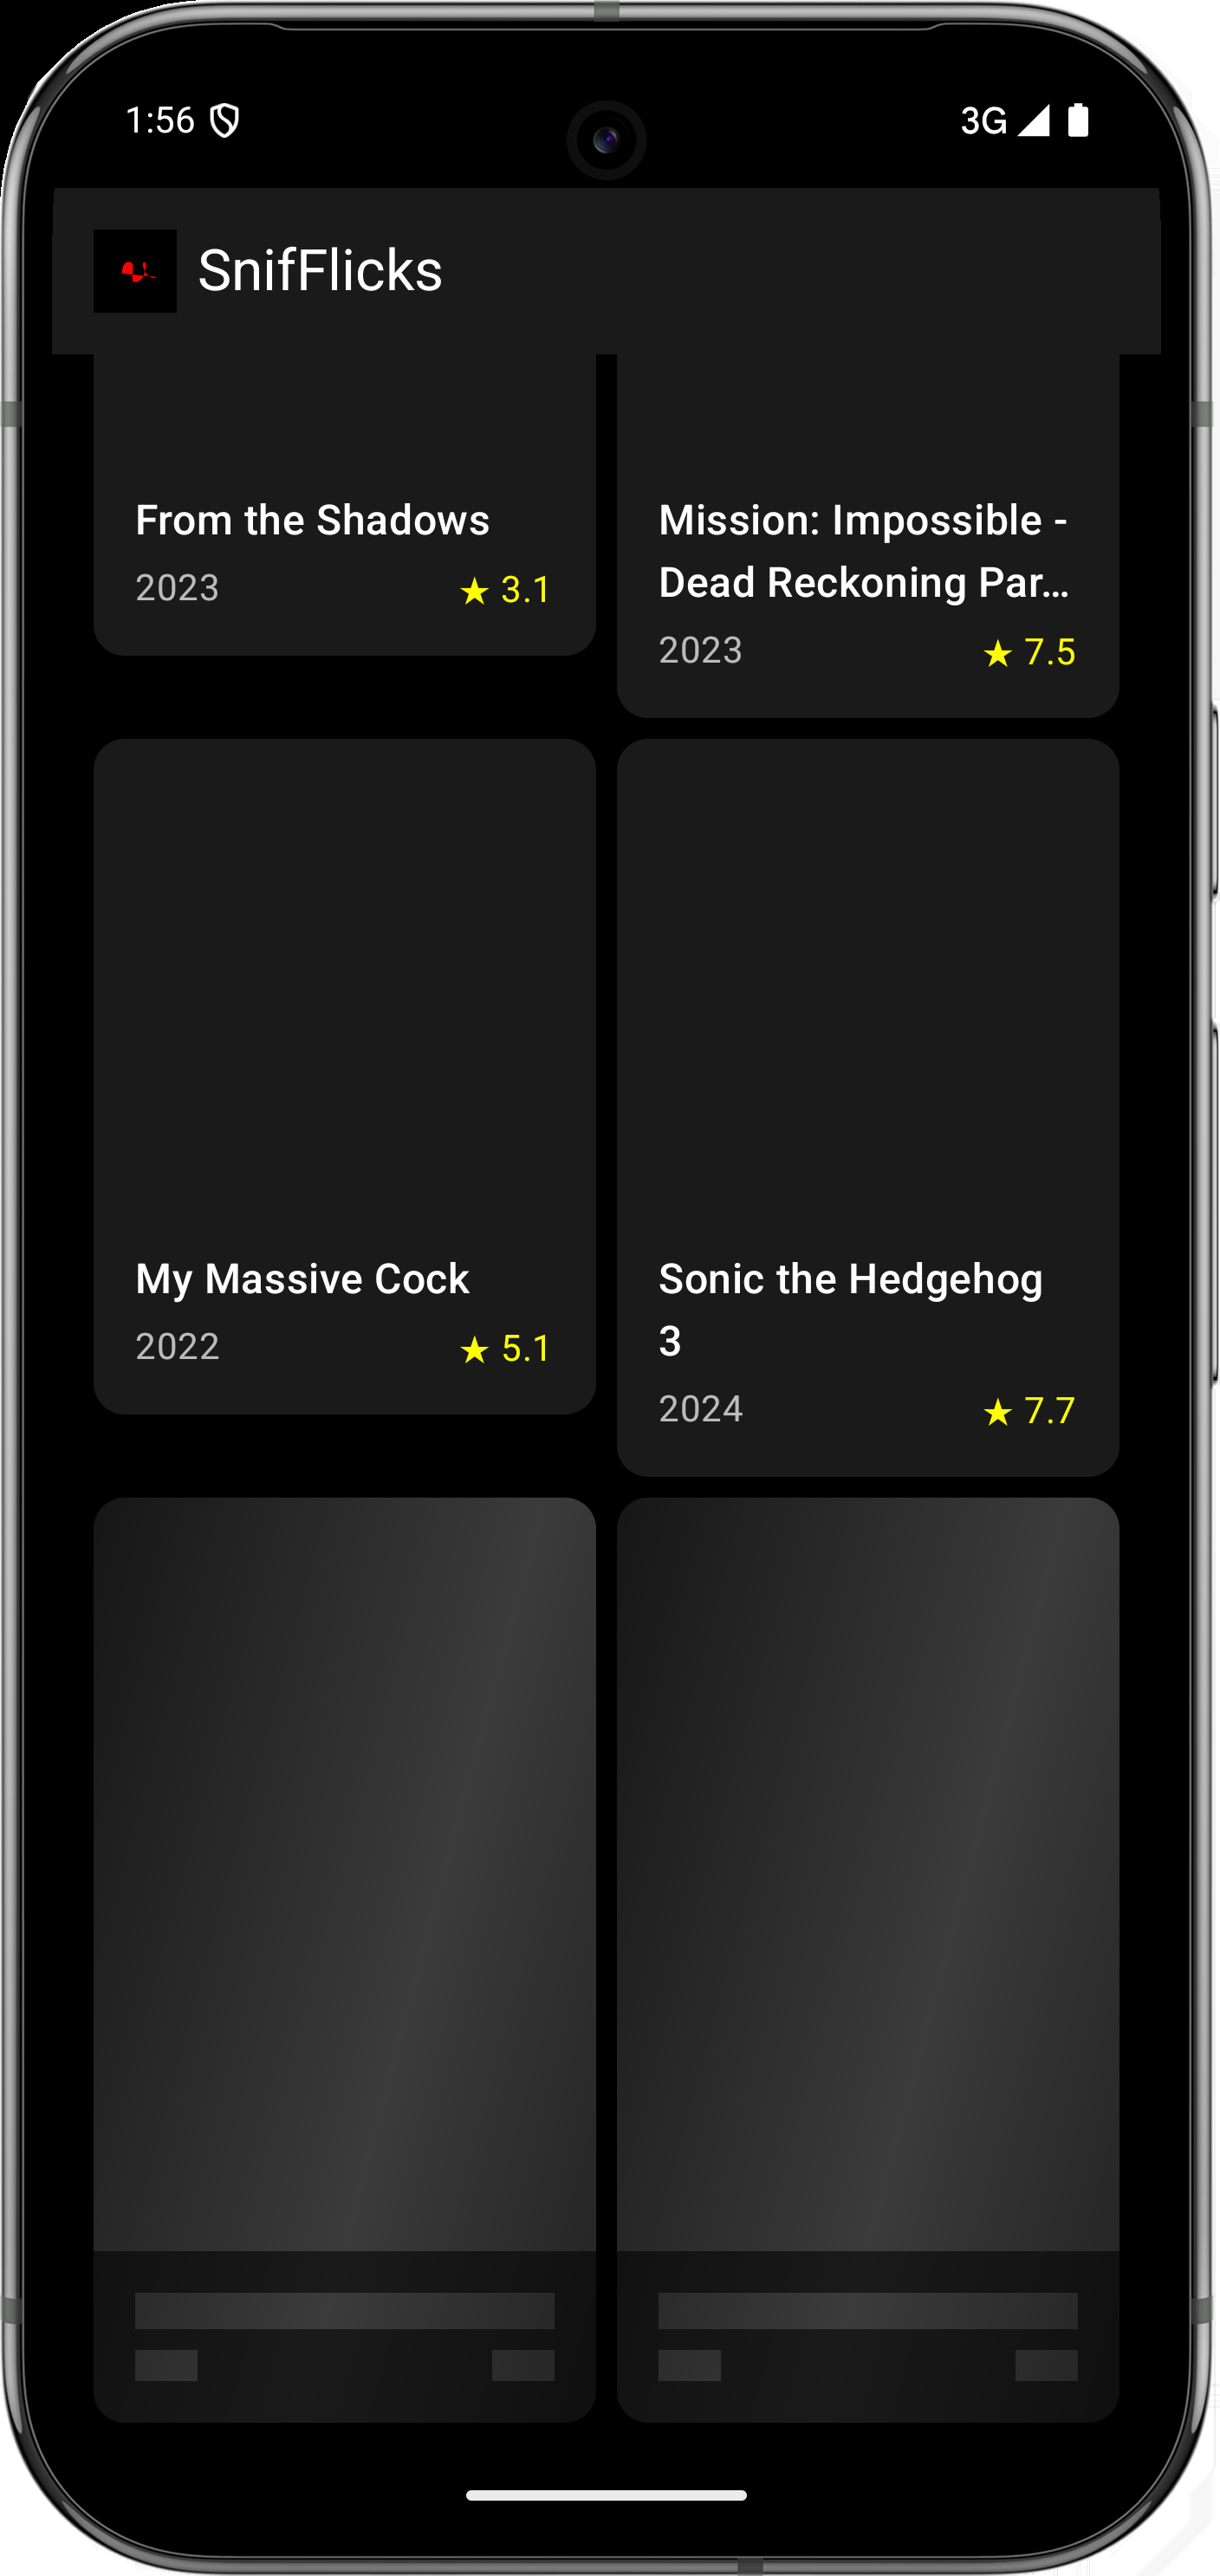 1:56
3G
SnifFlicks
From the Shadows
2023 ★ 3.1
Mission: Impossible -
Dead Reckoning Par...
2023 ★ 7.5
My Massive Cock
2022 ★ 5.1
Sonic the Hedgehog
3
2024 ★ 7.7